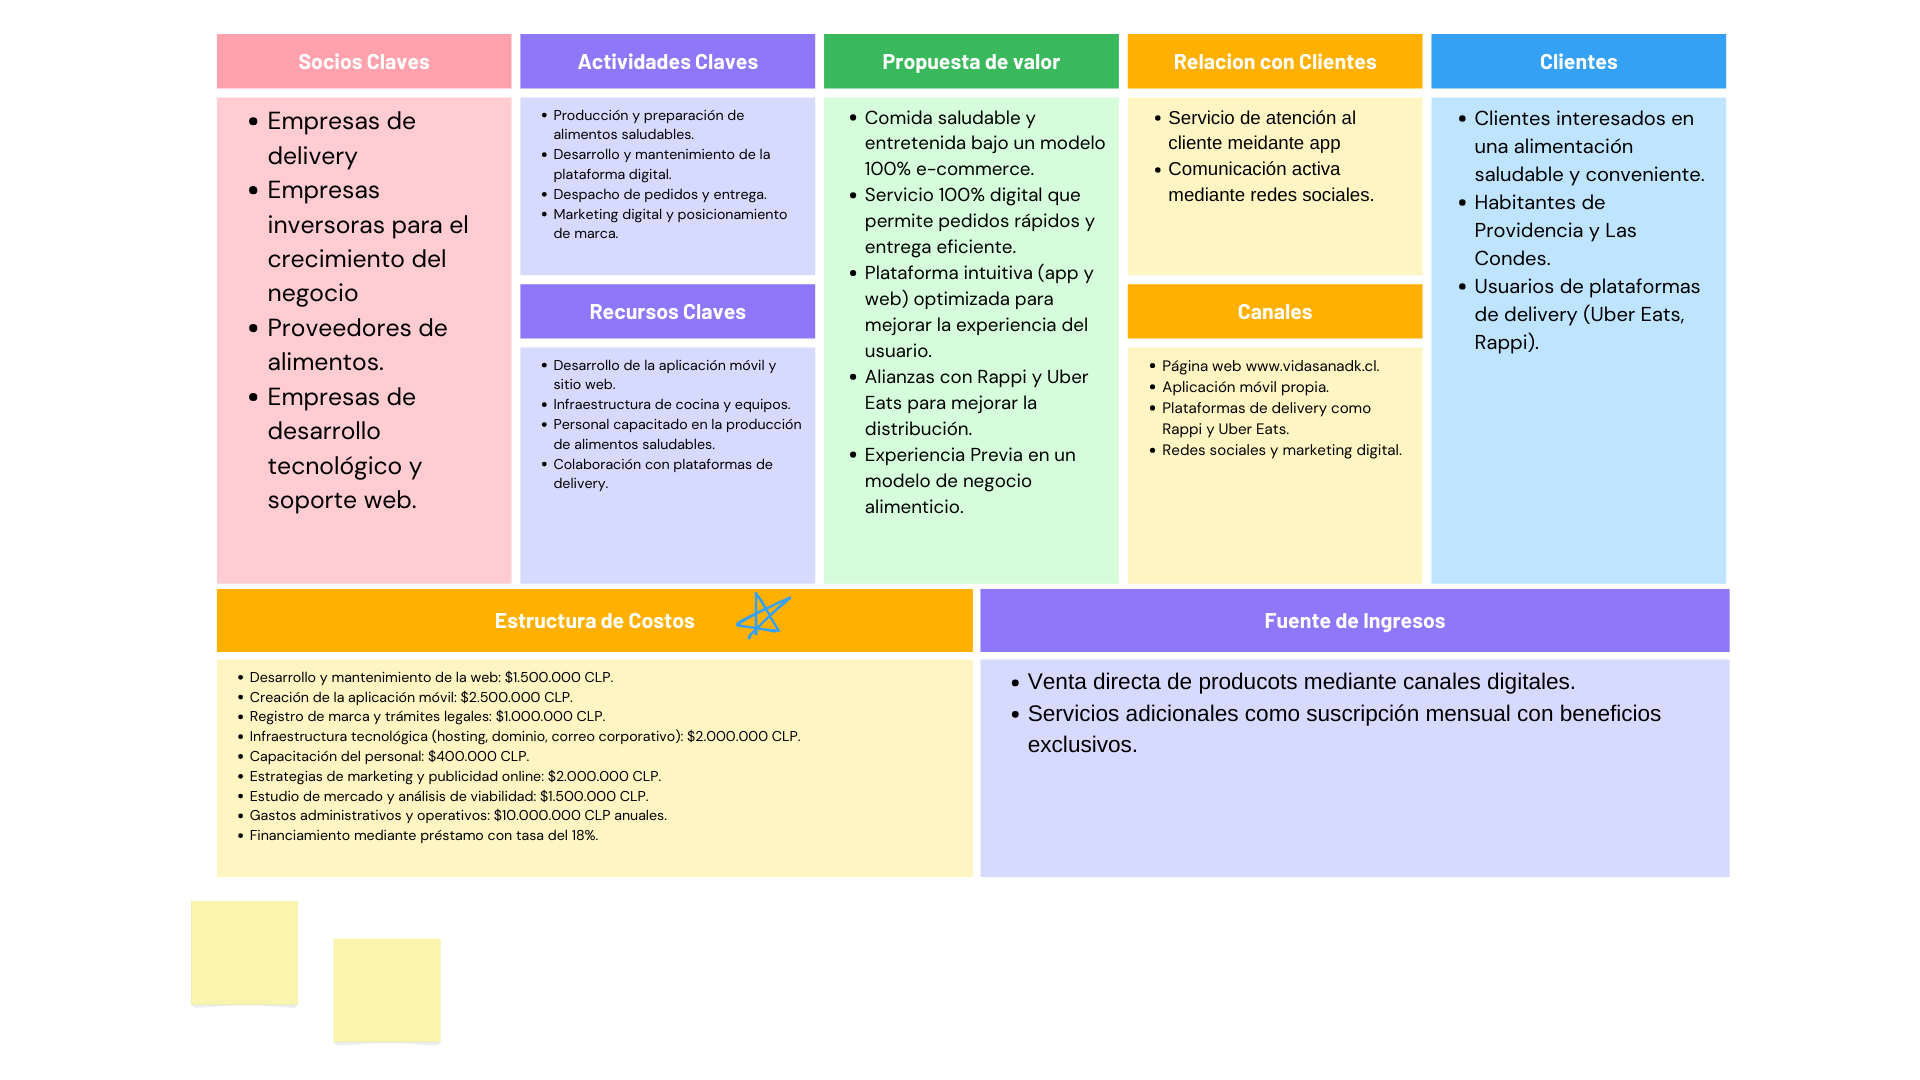 Socios Claves
Empresas de
delivery
Empresas
inversoras para el
crecimiento del
negocio
Proveedores de
alimentos.
Empresas de
desarrollo
tecnológico y
soporte web.
Actividades Claves
Producción y preparación de
alimentos saludables.
Desarrollo y mantenimiento de la
plataforma digital.
Despacho de pedidos y entrega.
Marketing digital y posicionamiento
de marca.
Recursos Claves
Desarrollo de la aplicación móvil y
sitio web.
Infraestructura de cocina y equipos.
Personal capacitado en la producción
de alimentos saludables.
Colaboración con plataformas de
delivery.
Propuesta de valor
Comida saludable y
entretenida bajo un modelo
100% e-commerce.
Servicio 100% digital que
permite pedidos rápidos y
entrega eficiente.
Plataforma intuitiva (app y
web) optimizada para
mejorar la experiencia del
usuario.
Alianzas con Rappi y Uber
Eats para mejorar la
distribución.
Experiencia Previa en un
modelo de negocio
alimenticio.
Relacion con Clientes
Servicio de atención al
cliente meidante app
Comunicación activa
mediante redes sociales.
Canales
Página web www.vidasanadk.cl.
Aplicación móvil propia.
Plataformas de delivery como
Rappi y Uber Eats.
Redes sociales y marketing digital.
Clientes
Clientes interesados en
una alimentación
saludable y conveniente.
Habitantes de
Providencia y Las
Condes.
Usuarios de plataformas
de delivery (Uber Eats,
Rappi).
Estructura de Costos
Desarrollo y mantenimiento de la web: $1.500.000 CLP.
Creación de la aplicación móvil: $2.500.000 CLP.
Registro de marca y trámites legales: $1.000.000 CLP.
Infraestructura tecnológica (hosting, dominio, correo corporativo): $2.000.000 CLP.
Capacitación del personal: $400.000 CLP.
Estrategias de marketing y publicidad online: $2.000.000 CLP.
Estudio de mercado y análisis de viabilidad: $1.500.000 CLP.
Gastos administrativos y operativos: $10.000.000 CLP anuales.
Financiamiento mediante préstamo con tasa del 18%.
Fuente de Ingresos
Venta directa de producots mediante canales digitales.
Servicios adicionales como suscripción mensual con beneficios
exclusivos.